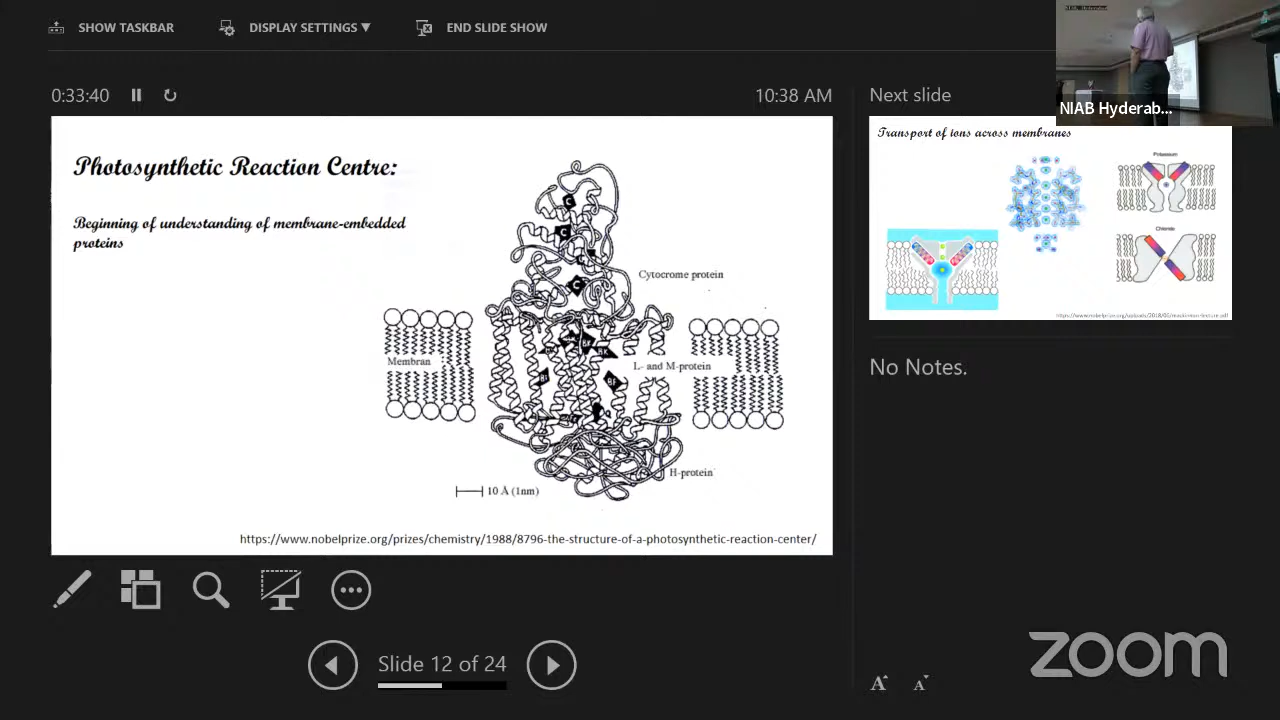 SHOW TASKBAR
DISPLAY SETTINGS ▼
END SLIDE SHOW
NIAB Hyderab...
0:33:40
10:38 AM
Next slide
Photosynthetic Reaction Centre:
Beginning of understanding of membrane-embedded
proteins
C
C
C
Cytocrome protein
Membran
L- and M-protein
BF
H-protein
10 Å (1nm)
https://www.nobelprize.org/prizes/chemistry/1988/8796-the-structure-of-a-photosynthetic-reaction-center/
Transport of ions across membranes
Potassium
Chloride
No Notes.
Slide 12 of 24
A
A
zoom